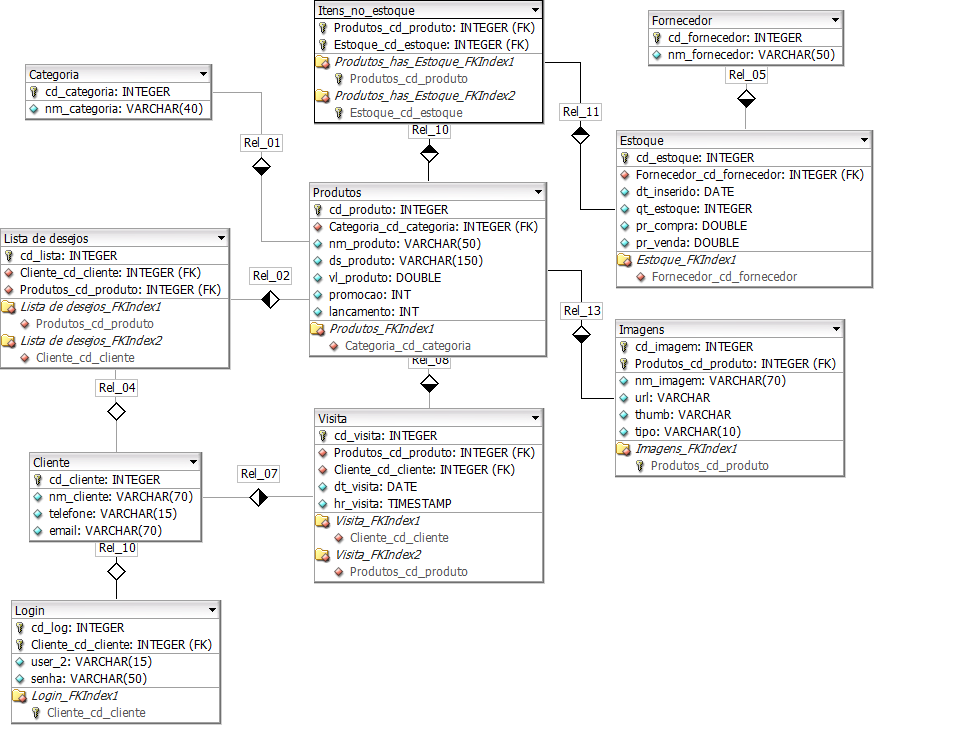 Itens_no_estoque
Produtos_cd_produto: INTEGER (FK)
Estoque_cd_estoque: INTEGER (FK)
Produtos_has_Estoque_FKIndex1
Produtos_cd_produto
Produtos_has_Estoque_FKIndex2
Estoque_cd_estoque
Fornecedor
cd_fornecedor: INTEGER
nm_fornecedor: VARCHAR(50)
Rel_05
Categoria
cd_categoria: INTEGER
nm_categoria: VARCHAR(40)
Rel_01
Rel_10
Rel_11
Estoque
cd_estoque: INTEGER
Fornecedor_cd_fornecedor: INTEGER (FK)
dt_inserido: DATE
qt_estoque: INTEGER
pr_compra: DOUBLE
pr_venda: DOUBLE
Estoque_FKIndex1
Fornecedor_cd_fornecedor
Produtos
cd_produto: INTEGER
Categoria_cd_categoria: INTEGER (FK)
nm_produto: VARCHAR(50)
ds_produto: VARCHAR(150)
vl_produto: DOUBLE
promocao: INT
lancamento: INT
Produtos_FKIndex1
Categoria_cd_categoria
Lista de desejos
cd_lista: INTEGER
Cliente_cd_cliente: INTEGER (FK)
Produtos_cd_produto: INTEGER (FK)
Lista de desejos_FKIndex1
Produtos_cd_produto
Lista de desejos_FKIndex2
Cliente_cd_cliente
Rel_02
Rel_13
Imagens
cd_imagem: INTEGER
Produtos_cd_produto: INTEGER (FK)
nm_imagem: VARCHAR(70)
url: VARCHAR
thumb: VARCHAR
tipo: VARCHAR(10)
Imagens_FKIndex1
Produtos_cd_produto
Rel_04
Rel_08
Visita
cd_visita: INTEGER
Produtos_cd_produto: INTEGER (FK)
Cliente_cd_cliente: INTEGER (FK)
dt_visita: DATE
hr_visita: TIMESTAMP
Visita_FKIndex1
Cliente_cd_cliente
Visita_FKIndex2
Produtos_cd_produto
Cliente
cd_cliente: INTEGER
nm_cliente: VARCHAR(70)
telefone: VARCHAR(15)
email: VARCHAR(70)
Rel_07
Rel_10
Login
cd_log: INTEGER
Cliente_cd_cliente: INTEGER (FK)
user_2: VARCHAR(15)
senha: VARCHAR(50)
Login_FKIndex1
Cliente_cd_cliente